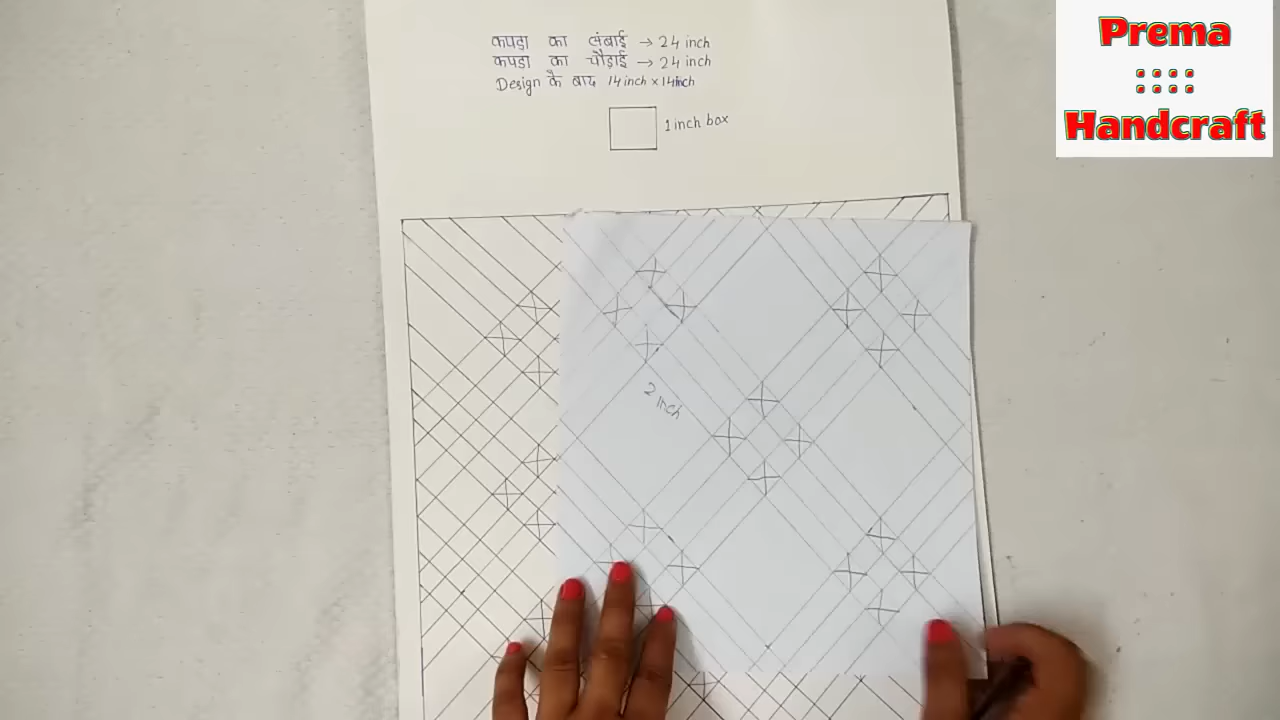 कपडा का लंबाई → 24 inch
कपडा का चौड़ाई → 24 inch
Design के बाद 14 inch × 14 inch
1 inch box
2 inch
Prema
Handcraft